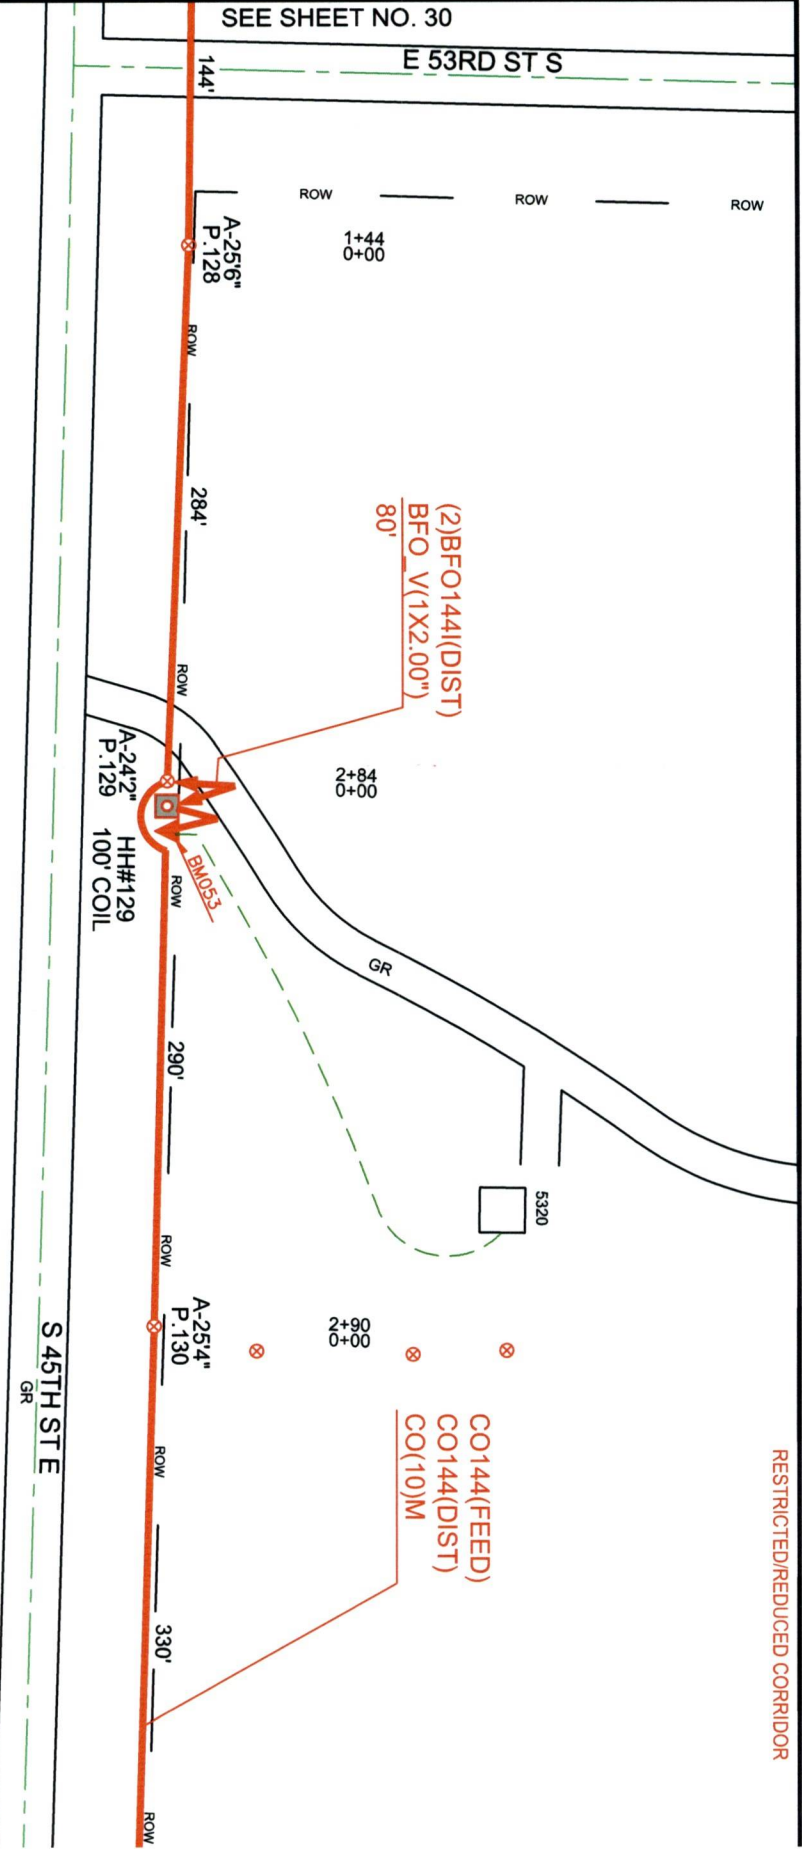 SEE SHEET NO. 30
E 53RD ST S
144'
ROW
ROW
ROW
A-25'6"
P.128
1+44
0+00
ROW
284'
(2)BFO144I(DIST)
BFO_V(1X2.00")
80'
ROW
A-24'2"
P.129
2+84
0+00
HH#129
100' COIL
BM053
ROW
GR
290'
5320
ROW
A-25'4"
P.130
2+90
0+00
S 45TH ST E
GR
CO144(FEED)
CO144(DIST)
CO(10)M
RESTRICTED/REDUCED CORRIDOR
ROW
330'
ROW